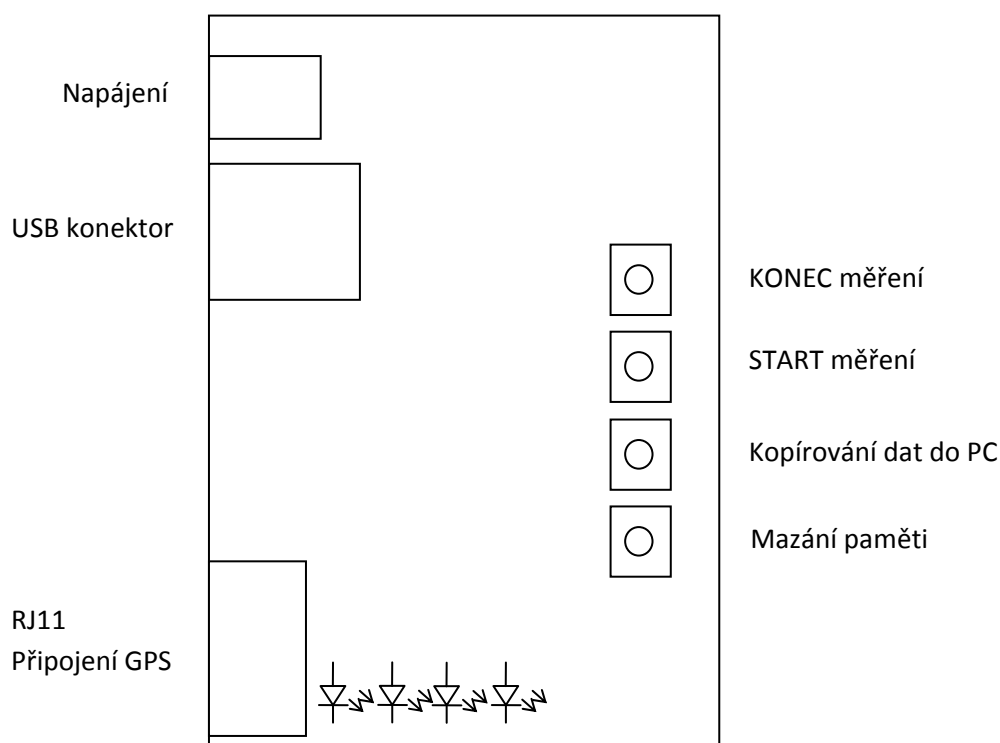 Napájení
USB konektor
KONEC měření
START měření
Kopírování dat do PC
Mazání paměti
RJ11
Připojení GPS